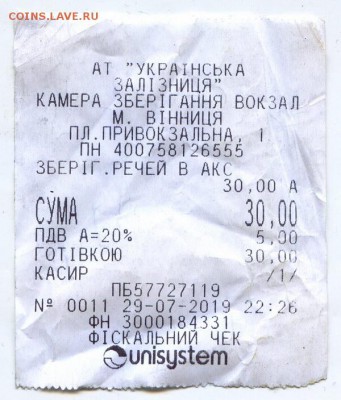 COINS.LAVE.RU
АТ "УКРАЇНСЬКА
ЗАЛІЗНИЦЯ"
КАМЕРА ЗБЕРІГАННЯ ВОКЗАЛ
М. ВІННИЦЯ
ПЛ.ПРИВОКЗАЛЬНА, 1
ПН 400758126555
ЗБЕРІГ.РЕЧЕЙ В АКС
30,00 А
СУМА 30,00
ПДВ А=20% 5,00
ГОТІВКОЮ 30,00
КАСИР /1/
ПБ57727119
№ 0011 29-07-2019 22:26
ФН 3000184331
ФІСКАЛЬНИЙ ЧЕК
unisystem